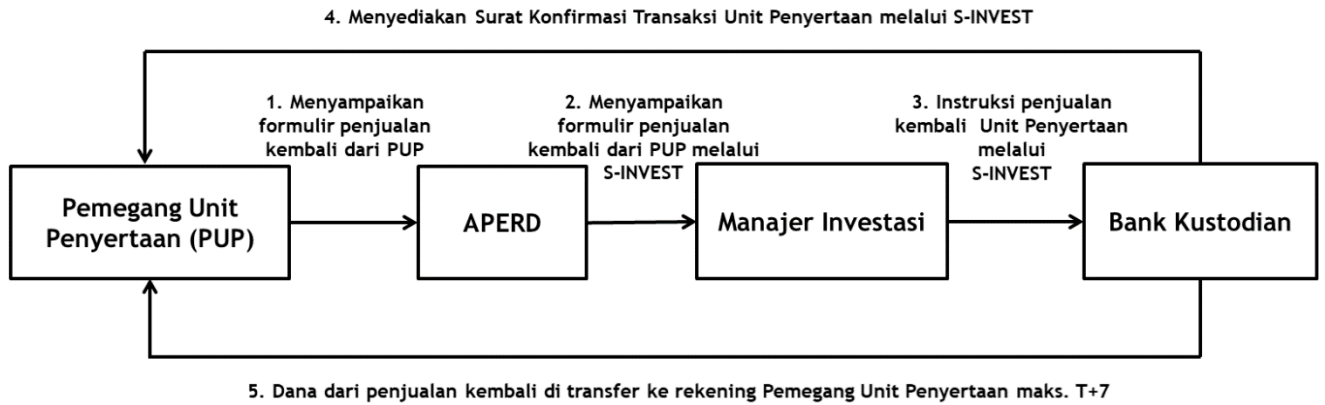 4. Menyediakan Surat Konfirmasi Transaksi Unit Penyertaan melalui S-INVEST
1. Menyampaikan
formulir penjualan
kembali dari PUP
2. Menyampaikan
formulir penjualan
kembali dari PUP melalui
S-INVEST
3. Instruksi penjualan
kembali Unit Penyertaan
melalui
S-INVEST
Pemegang Unit
Penyertaan (PUP)
APERD
Manajer Investasi
Bank Kustodian
5. Dana dari penjualan kembali di transfer ke rekening Pemegang Unit Penyertaan maks. T+7